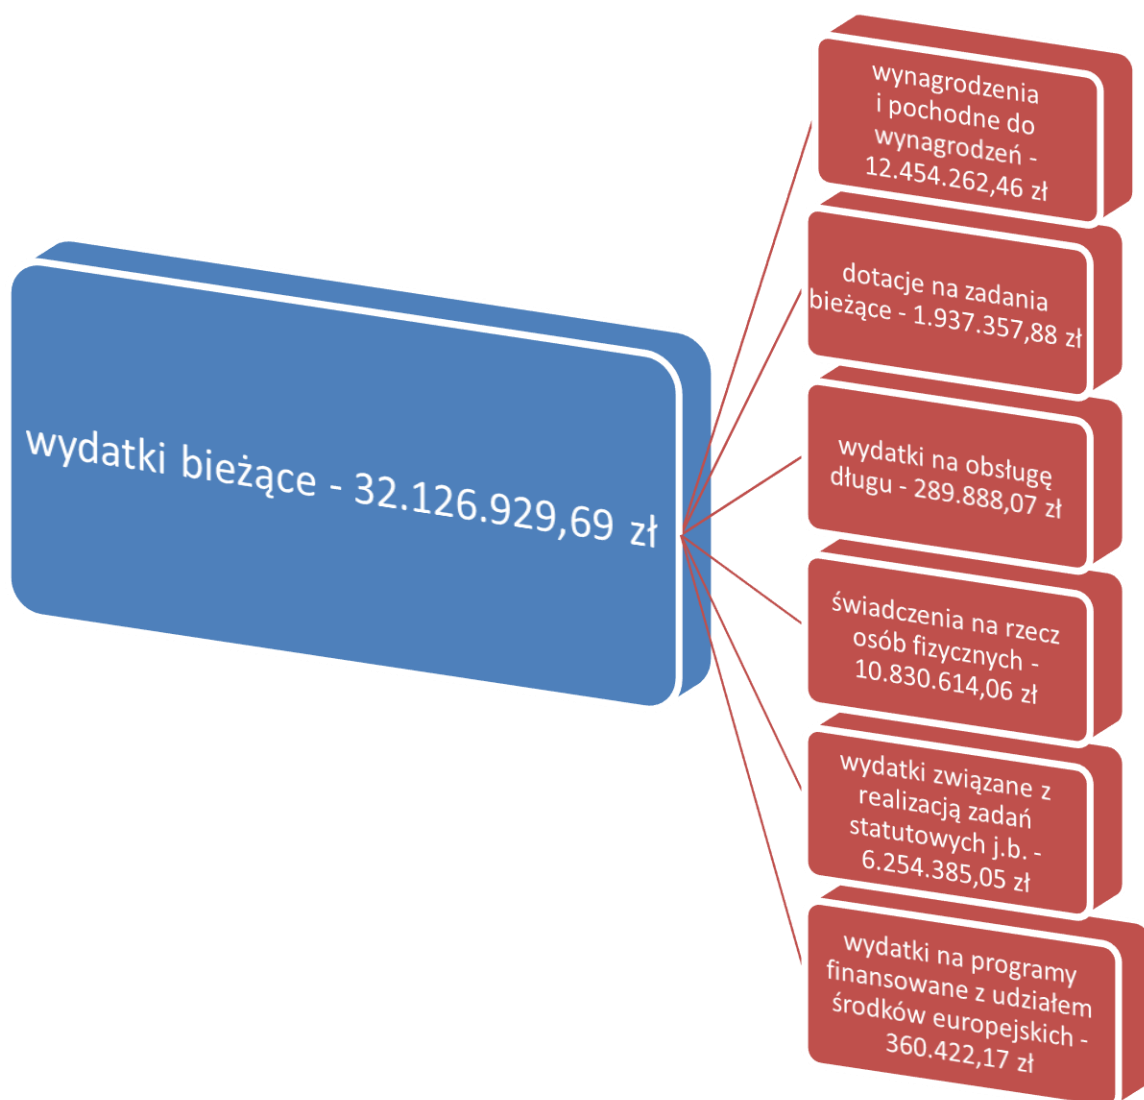 wydatki bieżące - 32.126.929,69 zł
wynagrodzenia
i pochodne do
wynagrodzeń -
12.454.262,46 zł
dotacje na zadania
bieżące - 1.937.357,88 zł
wydatki na obsługę
długu - 289.888,07 zł
świadczenia na rzecz
osób fizycznych -
10.830.614,06 zł
wydatki związane z
realizacją zadań
statutowych j.b. -
6.254.385,05 zł
wydatki na programy
finansowane z udziałem
środków europejskich -
360.422,17 zł